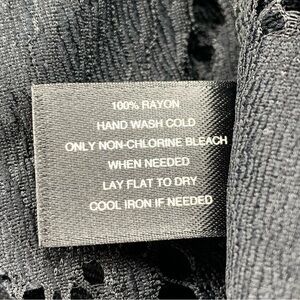 100% RAYON
HAND WASH COLD
ONLY NON-CHLORINE BLEACH
WHEN NEEDED
LAY FLAT TO DRY
COOL IRON IF NEEDED